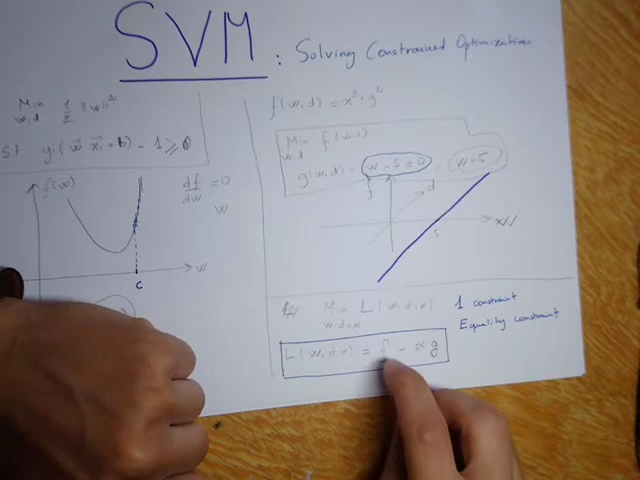 SVM : Solving Constrained Optimization
Min 1/2 ||w||²
w,d
st yi(w xi + b) - 1 ≥ 0
f(w)
df/dw = 0
w
w
c
f(w,d) = x² + y²
Min f(w,d)
w,d
g(w,d) = w - 5 = 0, w=5
d
5
Min L(w,d,α)
w,d,α
L(w,d,α) = f - α g
1 constraint
Equality constraint